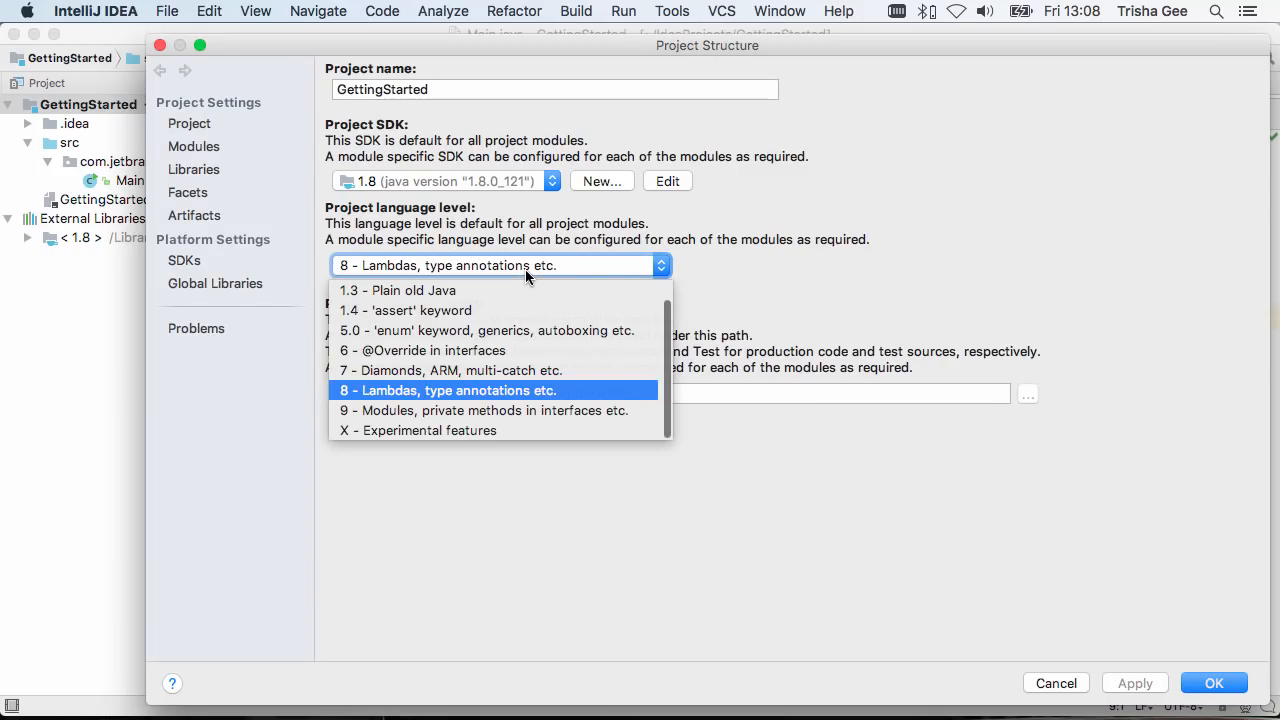 IntelliJ IDEA File Edit View Navigate Code Analyze Refactor Build Run Tools VCS Window Help Fri 13:08 Trisha Gee
Project Structure
GettingStarted
Project
GettingStarted
.idea
src
com.jetbra
Main
GettingStarted
External Libraries
< 1.8 > /Librar
Project Settings
Project
Modules
Libraries
Facets
Artifacts
Platform Settings
SDKs
Global Libraries
Problems
Project name:
GettingStarted
Project SDK:
This SDK is default for all project modules.
A module specific SDK can be configured for each of the modules as required.
1.8 (java version "1.8.0_121") New... Edit
Project language level:
This language level is default for all project modules.
A module specific language level can be configured for each of the modules as required.
8 - Lambdas, type annotations etc.
1.3 - Plain old Java
1.4 - 'assert' keyword
5.0 - 'enum' keyword, generics, autoboxing etc.
6 - @Override in interfaces
7 - Diamonds, ARM, multi-catch etc.
8 - Lambdas, type annotations etc.
9 - Modules, private methods in interfaces etc.
X - Experimental features
der this path.
nd Test for production code and test sources, respectively.
ed for each of the modules as required.
...
? Cancel Apply OK
9:1 LF÷ UTF-8÷